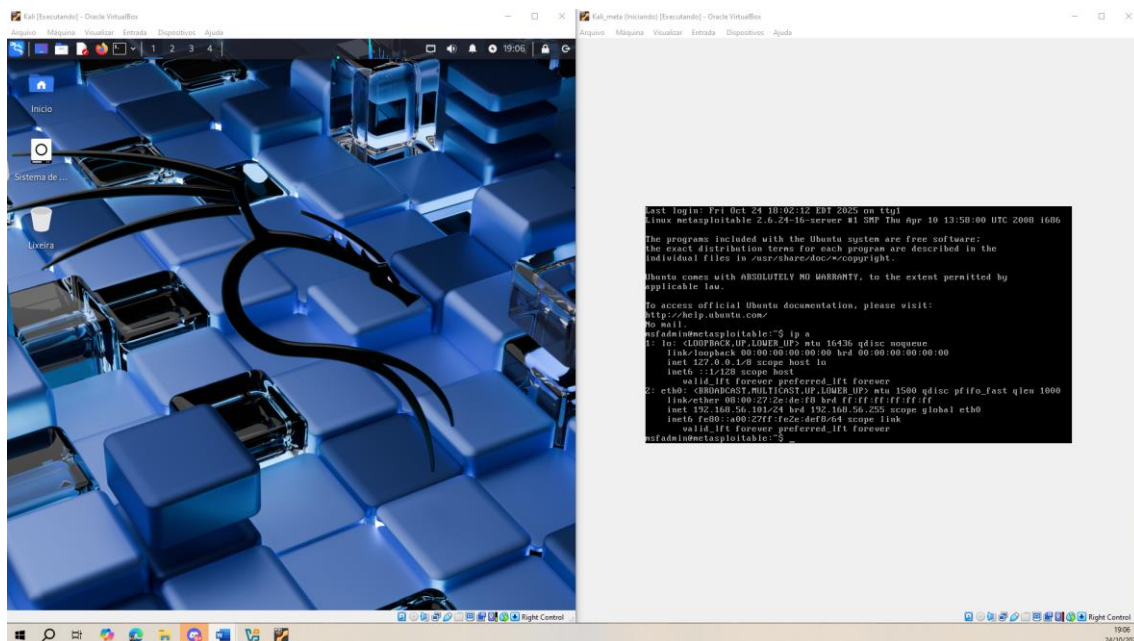 Kali [Executando] - Oracle VirtualBox
Arquivo Máquina Visualizar Entrada Dispositivos Ajuda
1 2 3 4
19:06
Início
Sistema de ...
Lixeira
Right Control
Kali_meta (Iniciando) [Executando] - Oracle VirtualBox
Arquivo Máquina Visualizar Entrada Dispositivos Ajuda
Last login: Fri Oct 24 18:02:12 EDT 2025 on tty1
Linux metasploitable 2.6.24-16-server #1 SMP Thu Apr 10 13:58:00 UTC 2008 i686
The programs included with the Ubuntu system are free software;
the exact distribution terms for each program are described in the
individual files in /usr/share/doc/*/copyright.
Ubuntu comes with ABSOLUTELY NO WARRANTY, to the extent permitted by
applicable law.
To access official Ubuntu documentation, please visit:
http://help.ubuntu.com/
No mail.
msfadmin@metasploitable:~$ ip a
1: lo: <LOOPBACK,UP,LOWER_UP> mtu 16436 qdisc noqueue
link/loopback 00:00:00:00:00:00 brd 00:00:00:00:00:00
inet 127.0.0.1/8 scope host lo
inet6 ::1/128 scope host
valid_lft forever preferred_lft forever
2: eth0: <BROADCAST,MULTICAST,UP,LOWER_UP> mtu 1500 qdisc pfifo_fast qlen 1000
link/ether 08:00:27:2e:de:f8 brd ff:ff:ff:ff:ff:ff
inet 192.168.56.101/24 brd 192.168.56.255 scope global eth0
inet6 fe80::a00:27ff:fe2e:def8/64 scope link
valid_lft forever preferred_lft forever
msfadmin@metasploitable:~$ _
Right Control
19:06